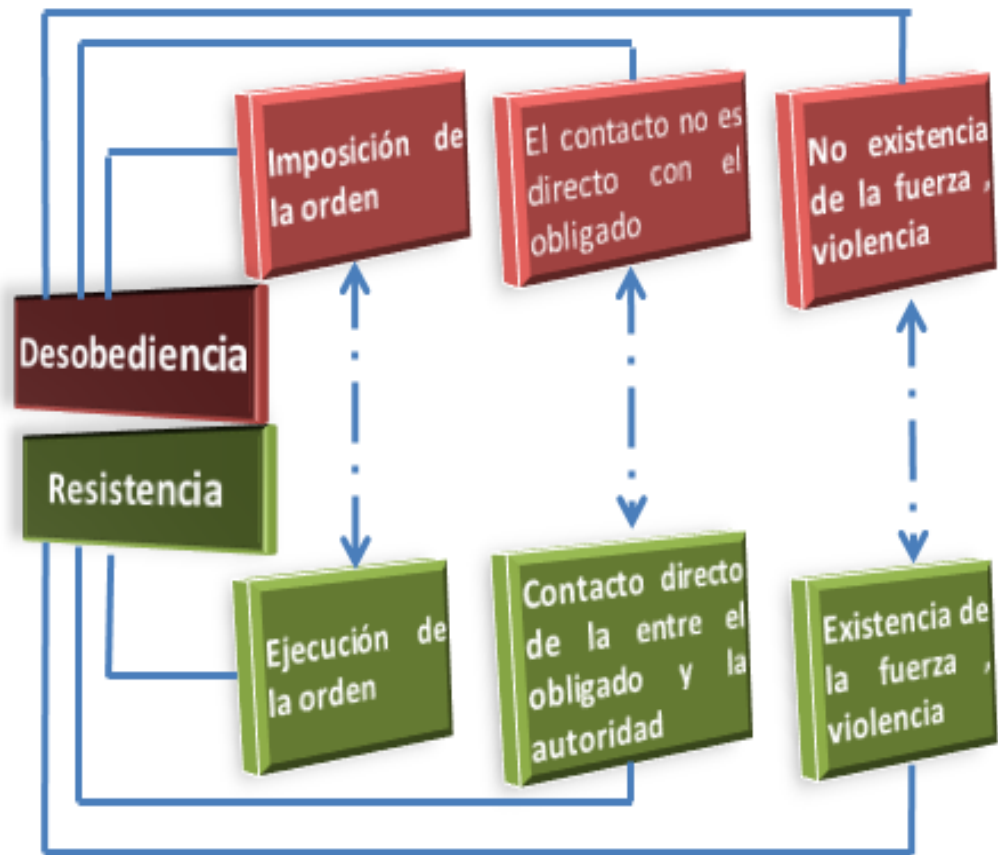 Imposición de
la orden
El contacto no es
directo con el
obligado
No existencia
de la fuerza ,
violencia
Desobediencia
Resistencia
Ejecución de
la orden
Contacto directo
de la entre el
obligado y la
autoridad
Existencia de
la fuerza ,
violencia